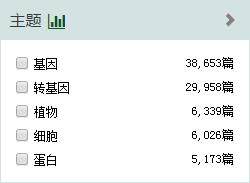 主题
基因 38,653篇
转基因 29,958篇
植物 6,339篇
细胞 6,026篇
蛋白 5,173篇